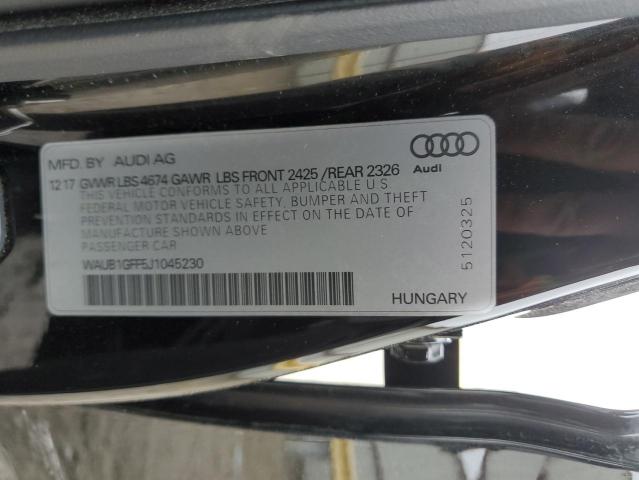 MFD. BY AUDI AG
12 17 GVWR LBS 4674 GAWR LBS FRONT 2425 /REAR 2326
THIS VEHICLE CONFORMS TO ALL APPLICABLE U S
FEDERAL MOTOR VEHICLE SAFETY, BUMPER AND THEFT
PREVENTION STANDARDS IN EFFECT ON THE DATE OF
MANUFACTURE SHOWN ABOVE
PASSENGER CAR
WAUB1GFF5J1045230
HUNGARY
Audi
5120325